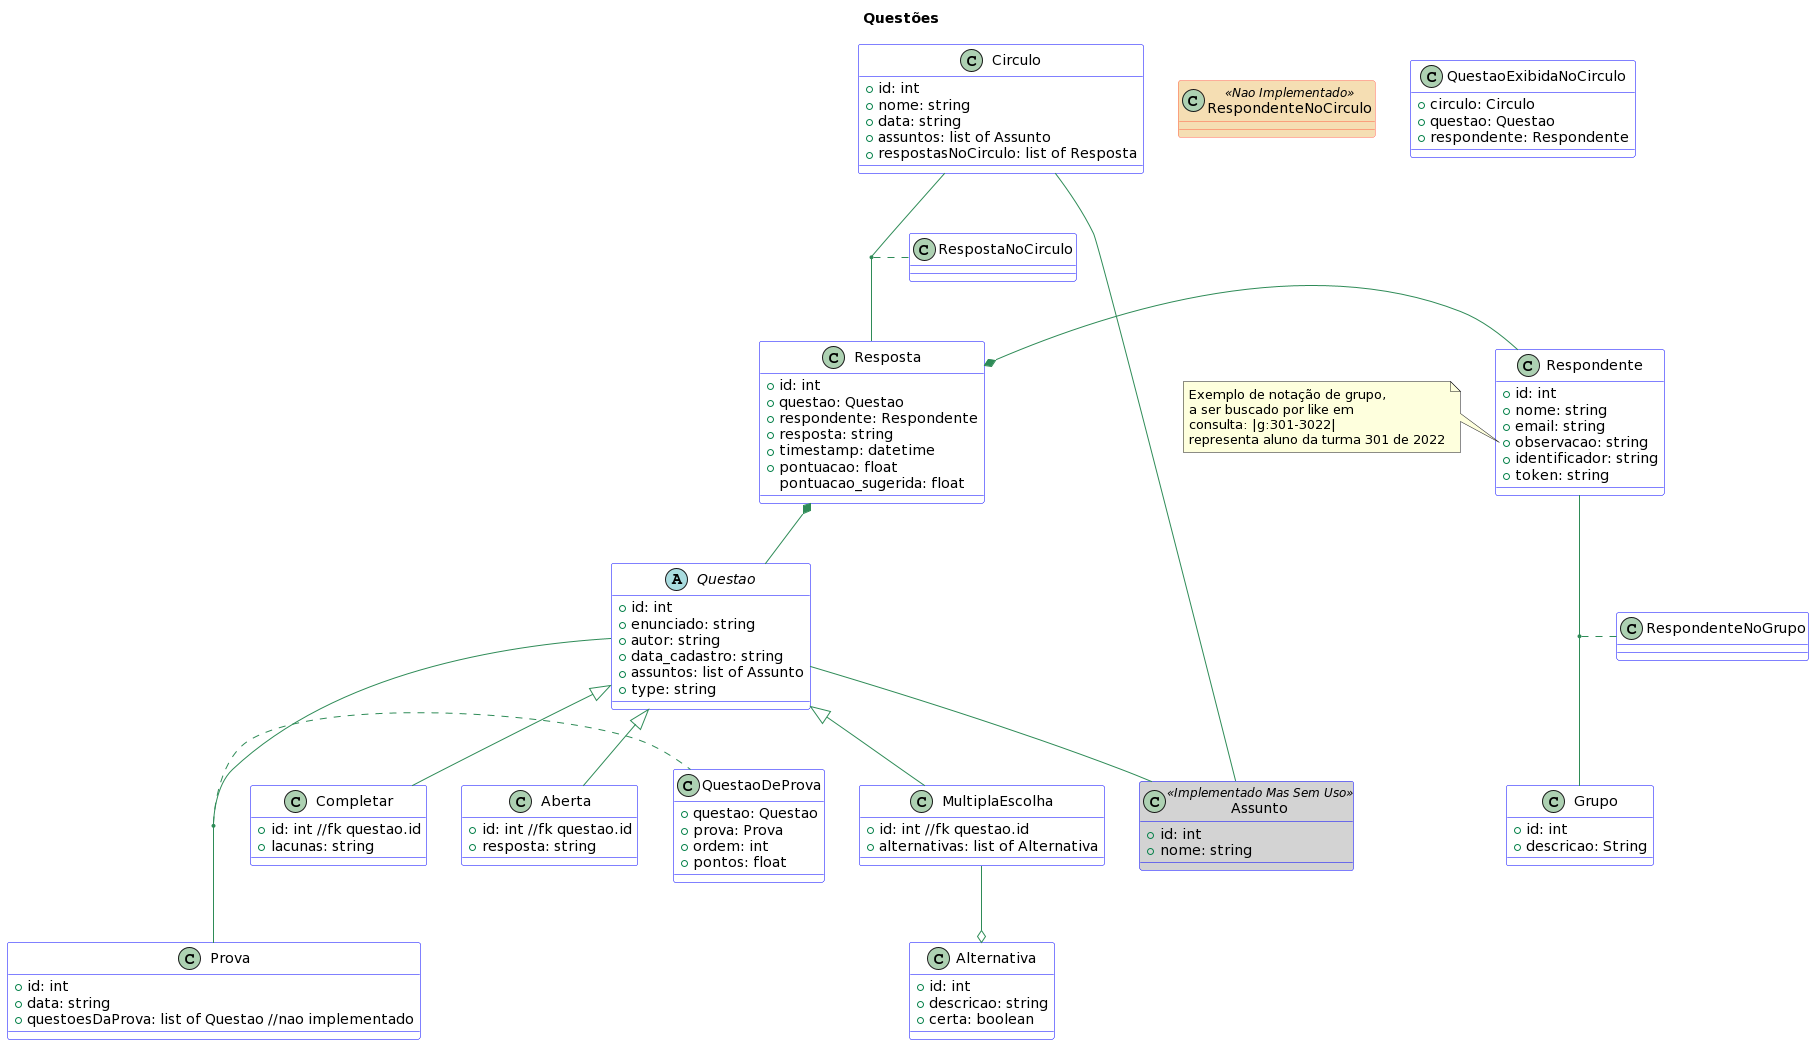 Questões
C Circulo
id: int
nome: string
data: string
assuntos: list of Assunto
respostasNoCirculo: list of Resposta
C «Nao Implementado»
RespondenteNoCirculo
C QuestaoExibidaNoCirculo
circulo: Circulo
questao: Questao
respondente: Respondente
C RespostaNoCirculo
C Resposta
id: int
questao: Questao
respondente: Respondente
resposta: string
timestamp: datetime
pontuacao: float
pontuacao_sugerida: float
Exemplo de notação de grupo,
a ser buscado por like em
consulta: |g:301-3022|
representa aluno da turma 301 de 2022
C Respondente
id: int
nome: string
email: string
observacao: string
identificador: string
token: string
A Questao
id: int
enunciado: string
autor: string
data_cadastro: string
assuntos: list of Assunto
type: string
C RespondenteNoGrupo
C Completar
id: int //fk questao.id
lacunas: string
C Aberta
id: int //fk questao.id
resposta: string
C QuestaoDeProva
questao: Questao
prova: Prova
ordem: int
pontos: float
C MultiplaEscolha
id: int //fk questao.id
alternativas: list of Alternativa
C «Implementado Mas Sem Uso»
Assunto
id: int
nome: string
C Grupo
id: int
descricao: String
C Prova
id: int
data: string
questoesDaProva: list of Questao //nao implementado
C Alternativa
id: int
descricao: string
certa: boolean